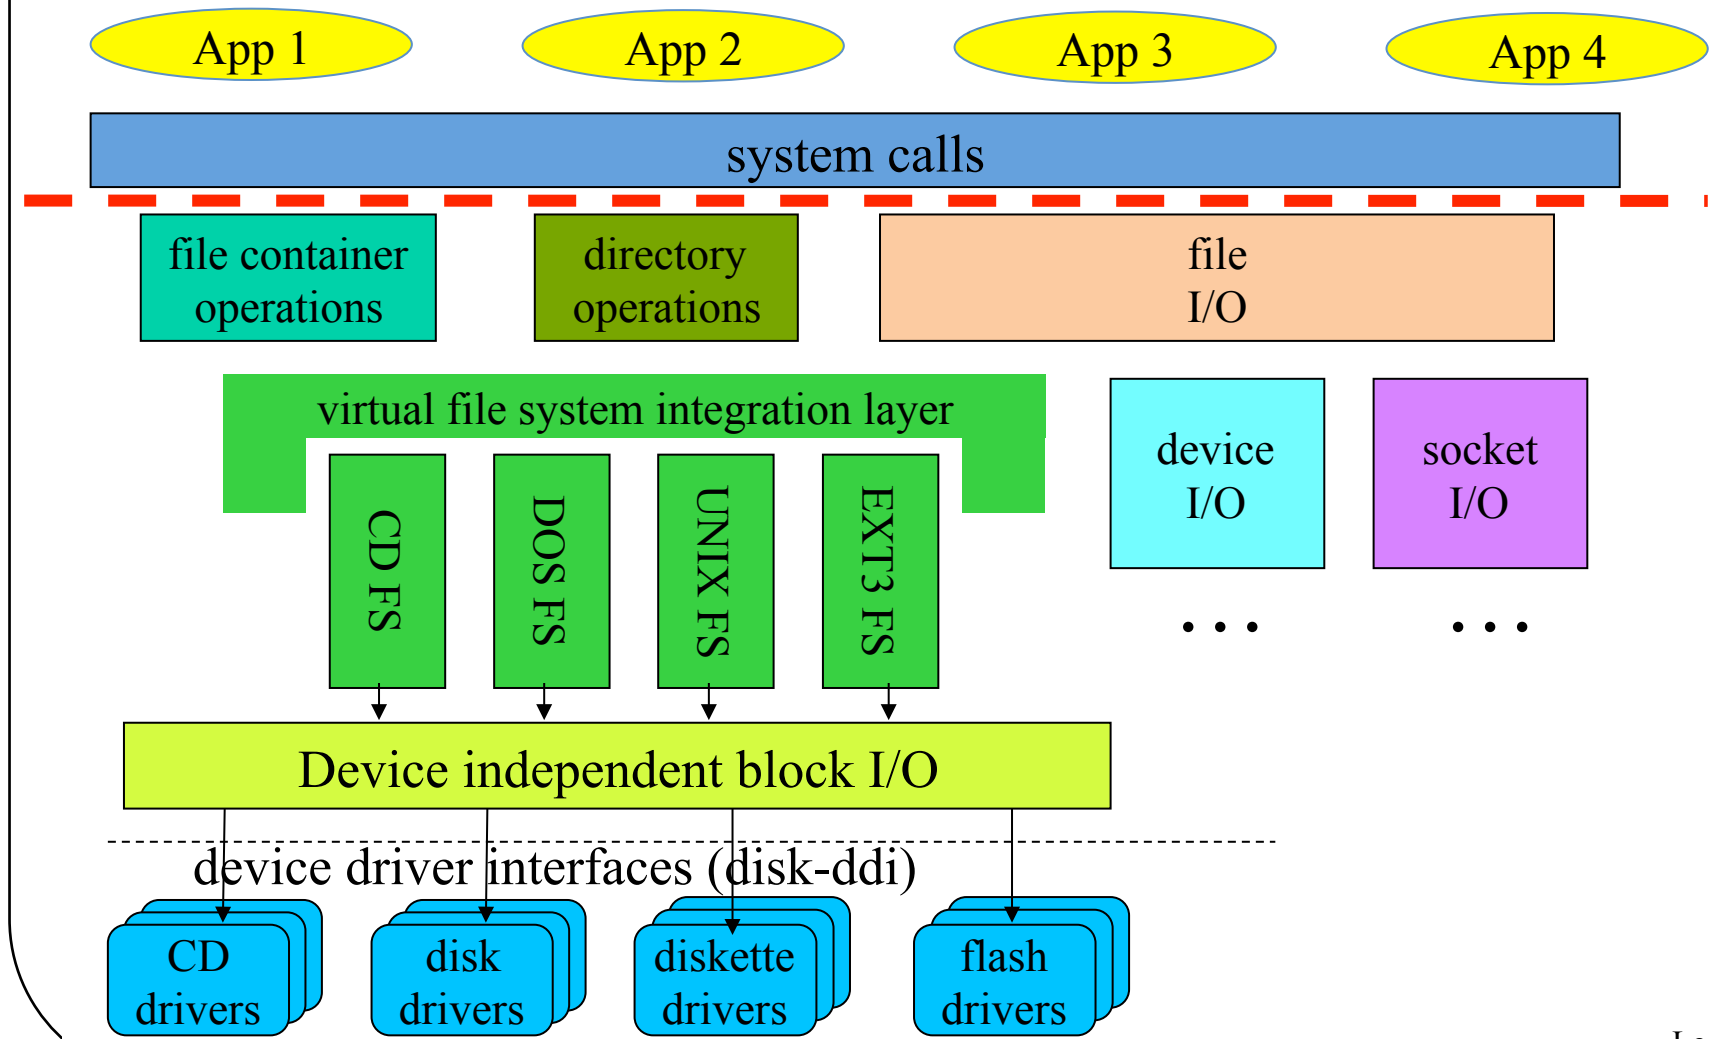 App 1
App 2
App 3
App 4
system calls
file container
operations
directory
operations
file
I/O
virtual file system integration layer
device
I/O
socket
I/O
CD FS
DOS FS
UNIX FS
EXT3 FS
. . .
. . .
Device independent block I/O
device driver interfaces (disk-ddi)
CD
drivers
disk
drivers
diskette
drivers
flash
drivers